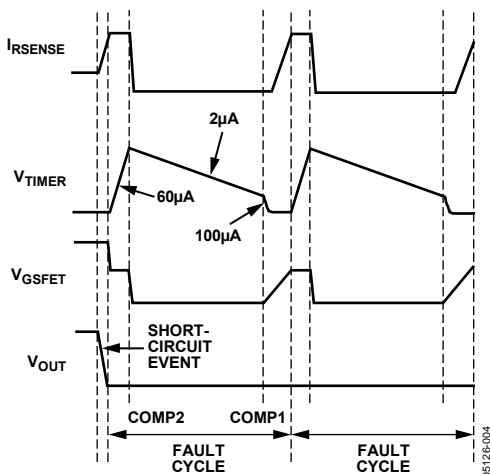 IRSENSE
2µA
VTIMER
60µA
100µA
VGSFET
SHORT-
CIRCUIT
EVENT
VOUT
COMP2
COMP1
FAULT
CYCLE
FAULT
CYCLE
05126-004